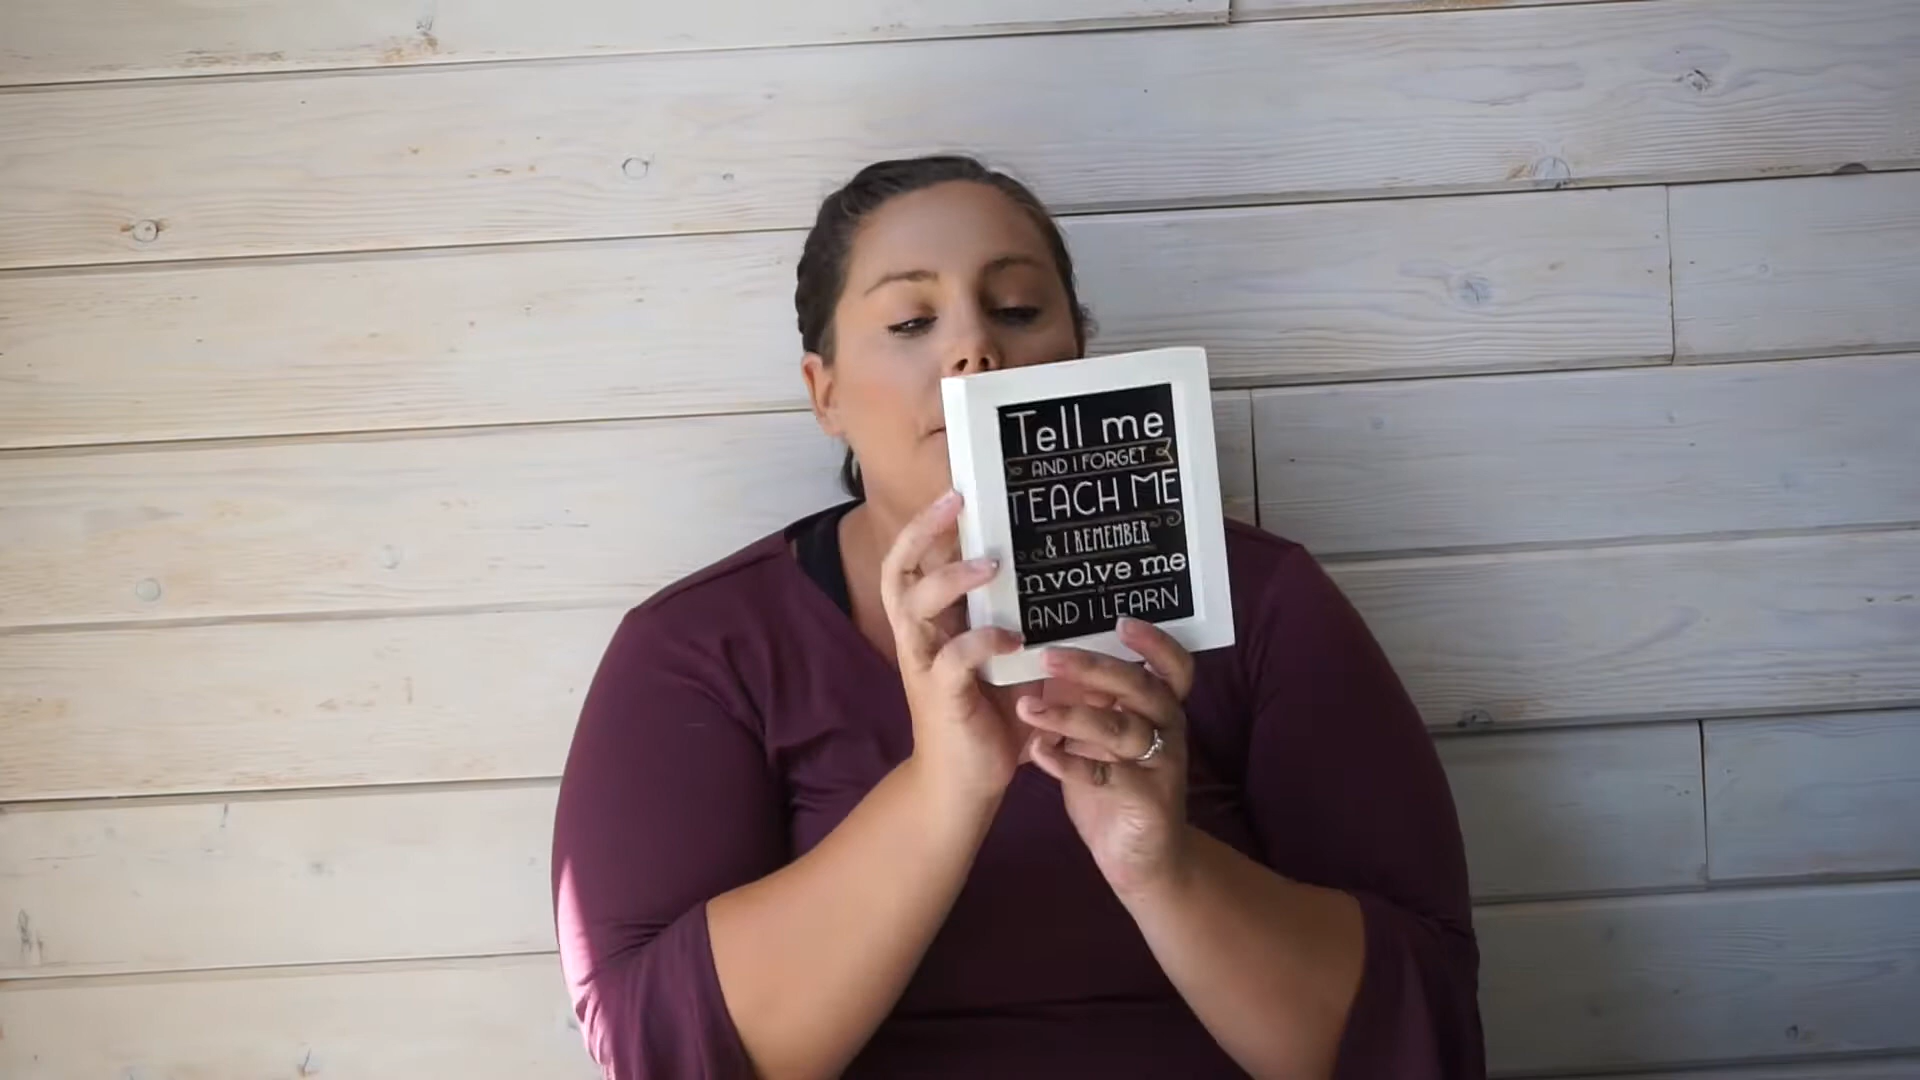 Tell me
AND I FORGET
TEACH ME
& I REMEMBER
Involve me
AND I LEARN